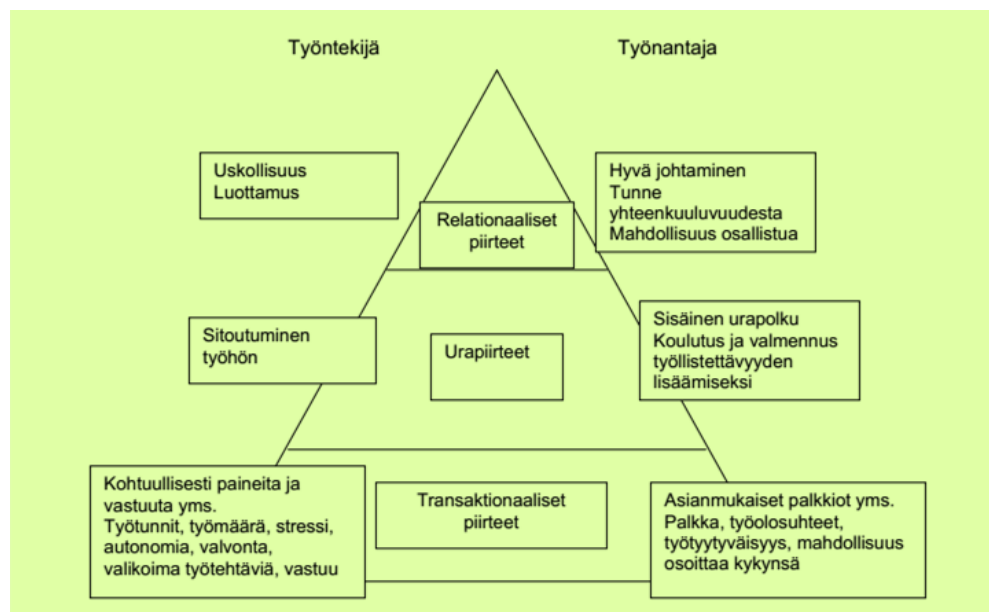 Työntekijä
Työnantaja
Uskollisuus
Luottamus
Relationaaliset
piirteet
Hyvä johtaminen
Tunne
yhteenkuuluvuudesta
Mahdollisuus osallistua
Sitoutuminen
työhön
Urapiirteet
Sisäinen urapolku
Koulutus ja valmennus
työllistettävyyden
lisäämiseksi
Kohtuullisesti paineita ja
vastuuta yms.
Työtunnit, työmäärä, stressi,
autonomia, valvonta,
valikoima työtehtäviä, vastuu
Transaktionaaliset
piirteet
Asianmukaiset palkkiot yms.
Palkka, työolosuhteet,
työtyytyväisyys, mahdollisuus
osoittaa kykynsä